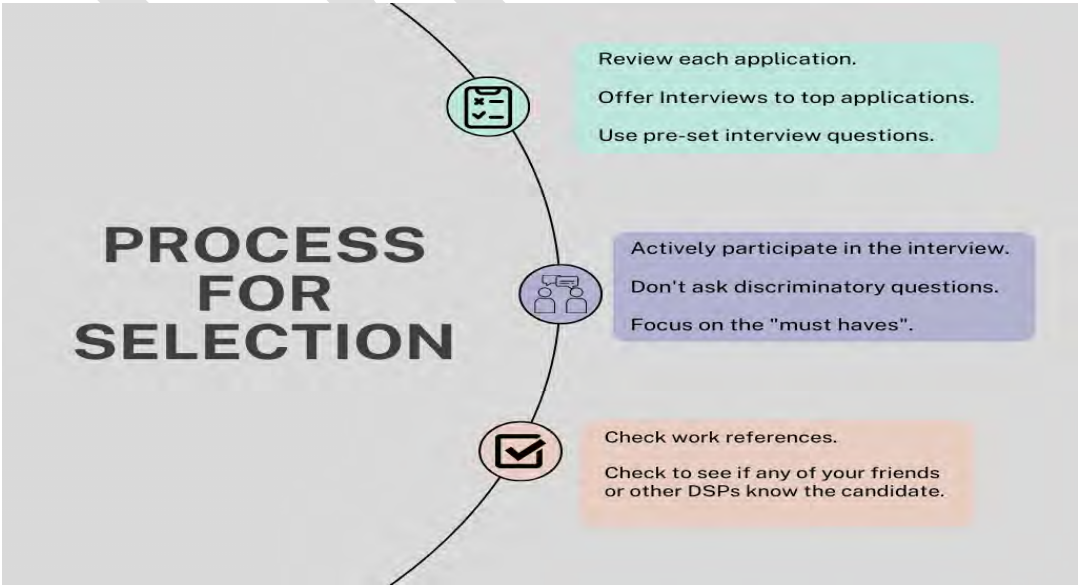 PROCESS
FOR
SELECTION
Review each application.
Offer Interviews to top applications.
Use pre-set interview questions.
Actively participate in the interview.
Don't ask discriminatory questions.
Focus on the "must haves".
Check work references.
Check to see if any of your friends
or other DSPs know the candidate.